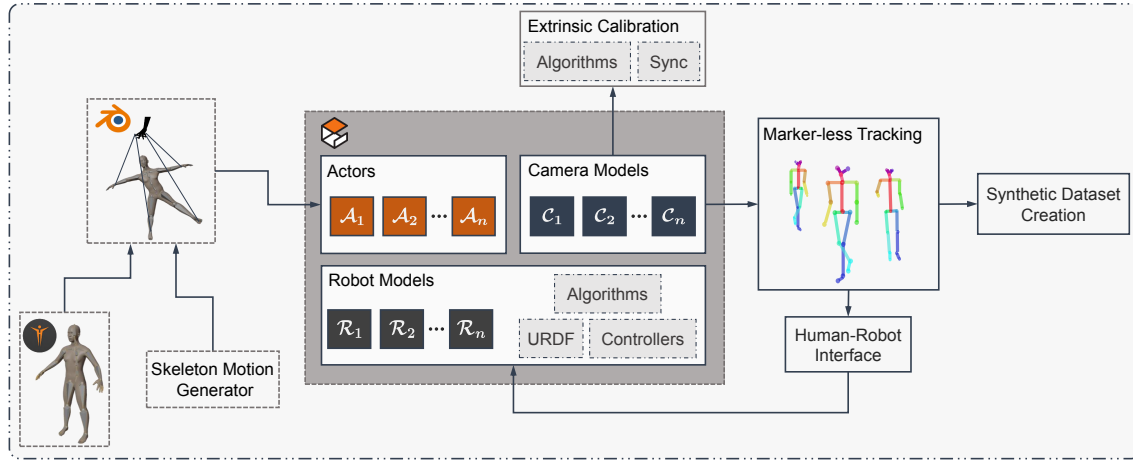 Extrinsic Calibration
Algorithms
Sync
Actors
𝒜₁ 𝒜₂ ... 𝒜ₙ
Camera Models
𝒞₁ 𝒞₂ ... 𝒞ₙ
Marker-less Tracking
Synthetic Dataset
Creation
Robot Models
ℛ₁ ℛ₂ ... ℛₙ
Algorithms
URDF
Controllers
Human-Robot
Interface
Skeleton Motion
Generator